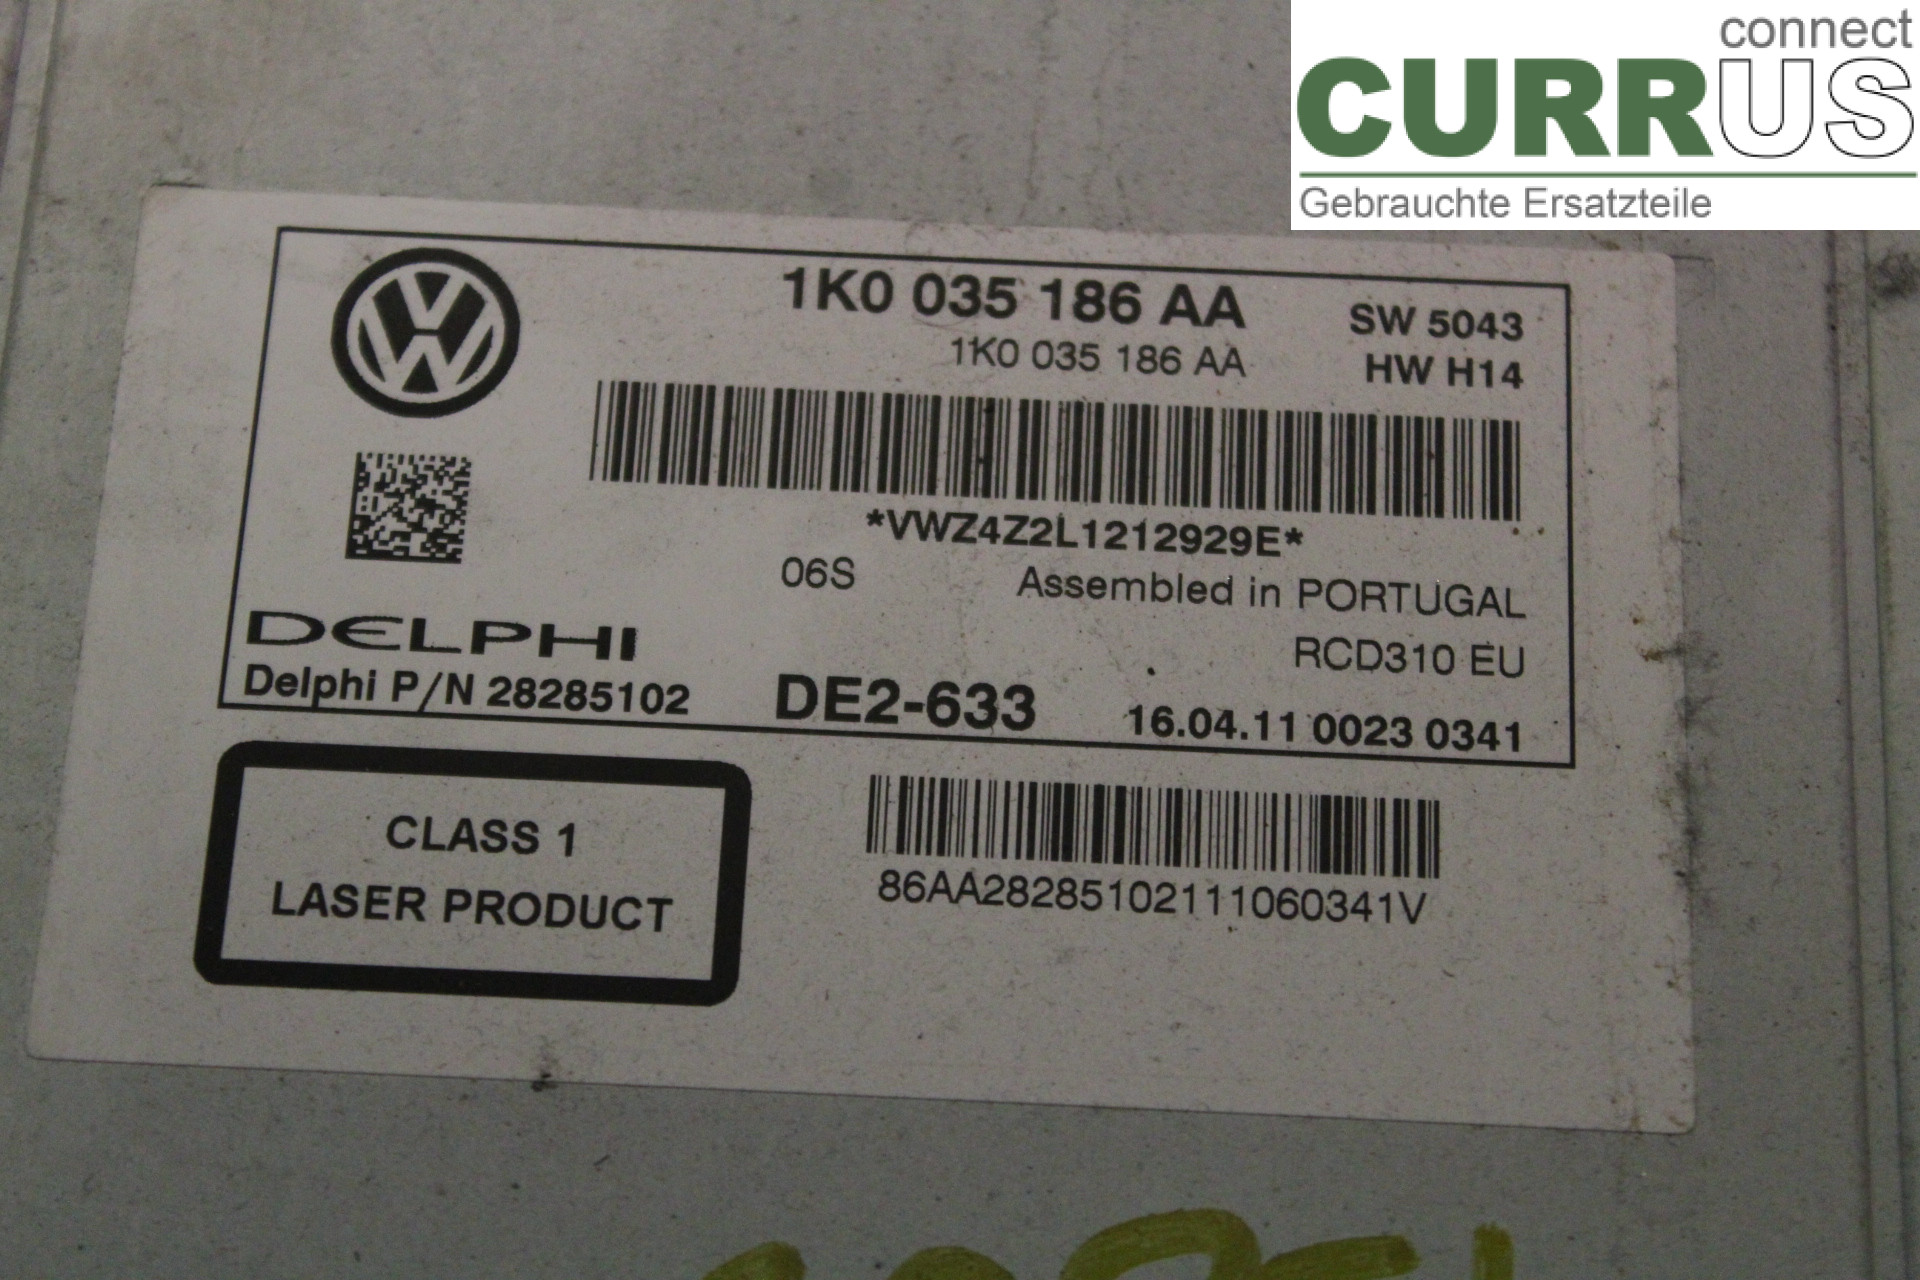 connect
CURRUS
Gebrauchte Ersatzteile
1K0 035 186 AA
SW 5043
1K0 035 186 AA
HW H14
*VWZ4Z2L1212929E*
06S
Assembled in PORTUGAL
DELPHI
RCD310 EU
Delphi P/N 28285102
DE2-633
16.04.11 0023 0341
CLASS 1
LASER PRODUCT
86AA28285102111060341V